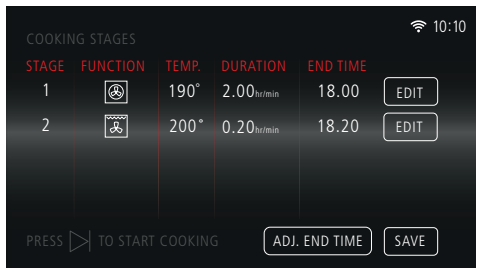 10:10
COOKING STAGES
STAGE FUNCTION TEMP. DURATION END TIME
1 190° 2.00hr/min 18.00 EDIT
2 200° 0.20hr/min 18.20 EDIT
PRESS TO START COOKING ADJ. END TIME SAVE